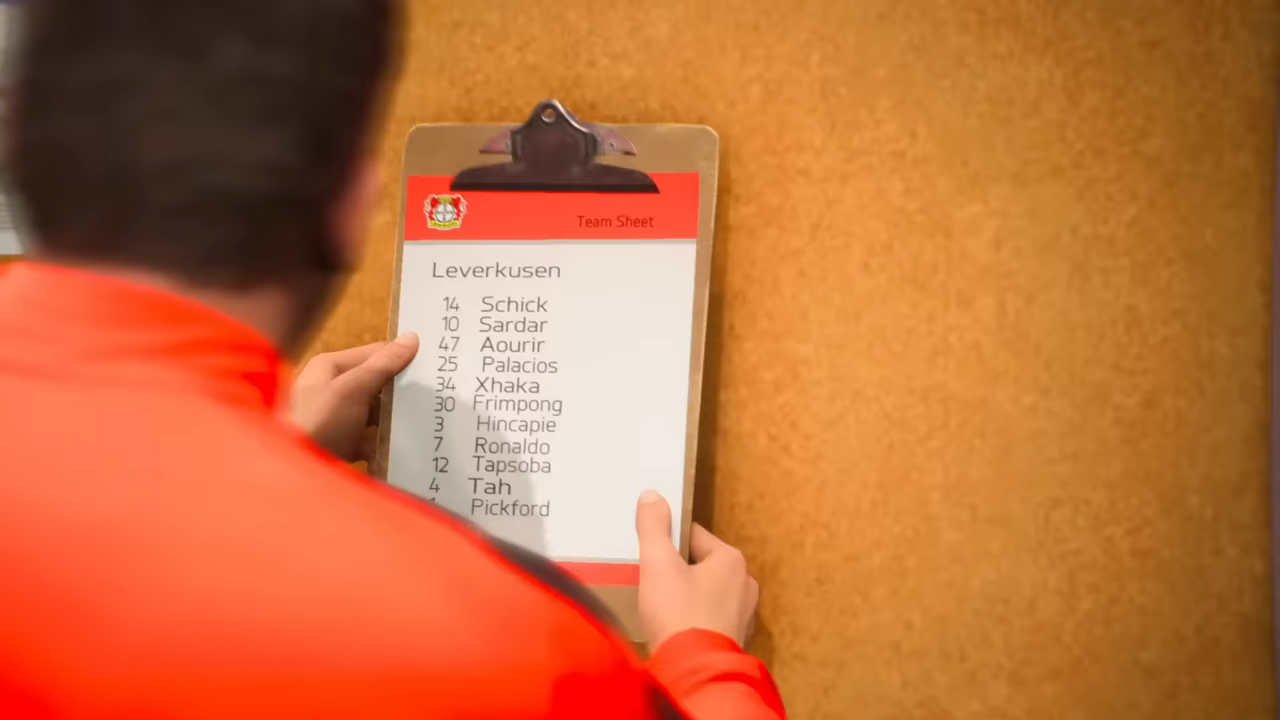 Team Sheet
Leverkusen
14 Schick
10 Sardar
47 Aourir
25 Palacios
34 Xhaka
30 Frimpong
3 Hincapie
7 Ronaldo
12 Tapsoba
4 Tah
Pickford